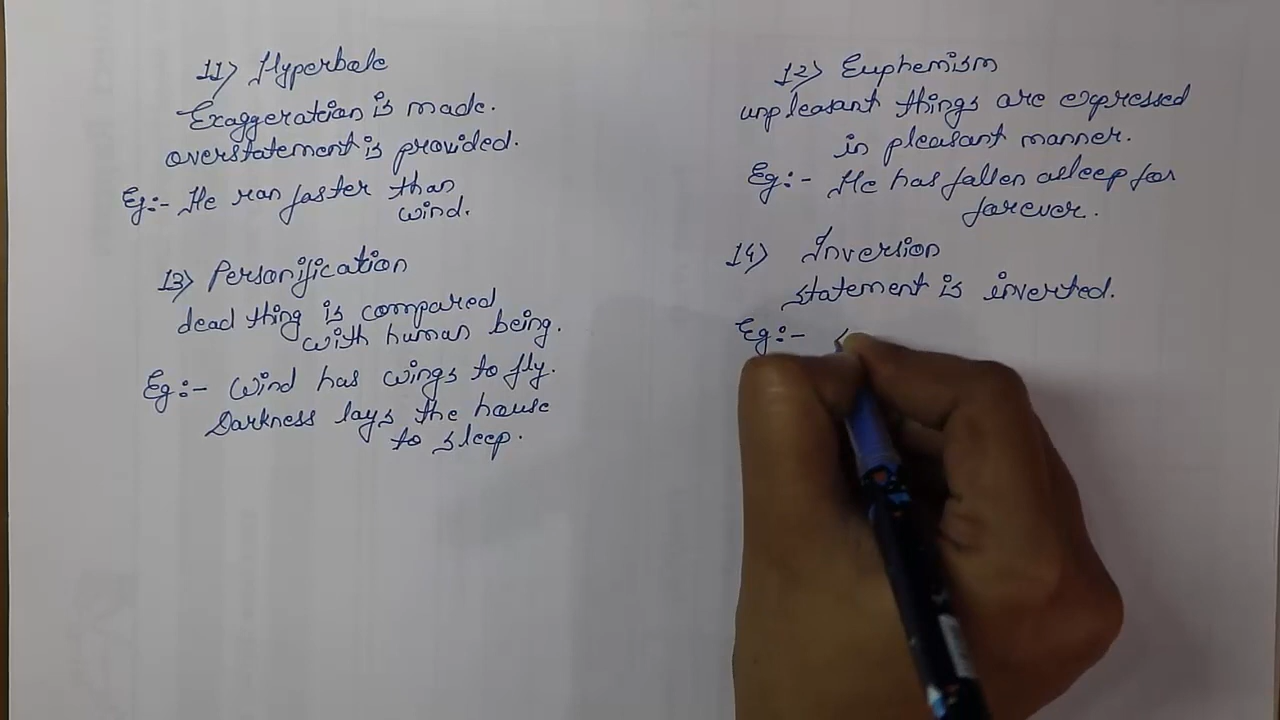 11) Hyperbole
Exaggeration is made.
overstatement is provided.
Eg:- He ran faster than
wind.
12) Euphemism
unpleasant things are expressed
in pleasant manner.
Eg:- He has fallen asleep for
forever.
13) Personification
dead thing is compared
with human being.
Eg:- Wind has wings to fly.
Darkness lays the house
to sleep.
14) Inversion
statement is inverted.
Eg:-